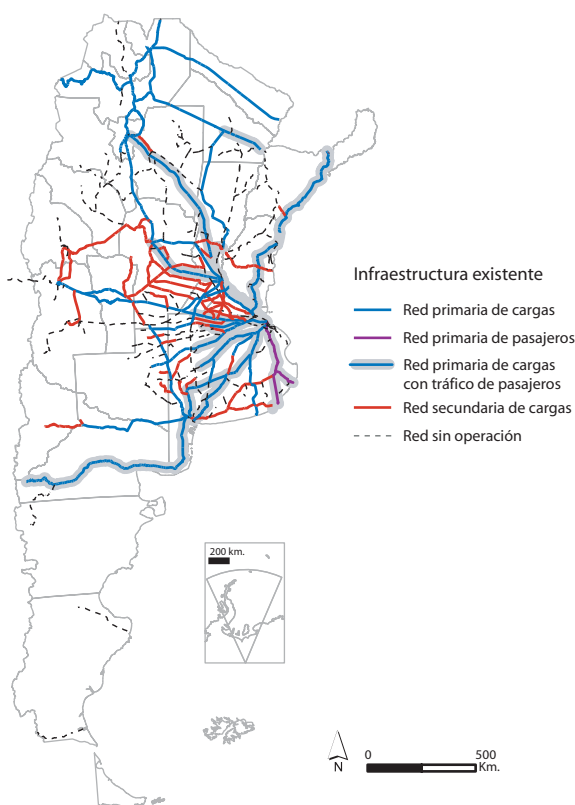 Infraestructura existente
Red primaria de cargas
Red primaria de pasajeros
Red primaria de cargas
con tráfico de pasajeros
Red secundaria de cargas
Red sin operación
200 km.
N
0 500
Km.